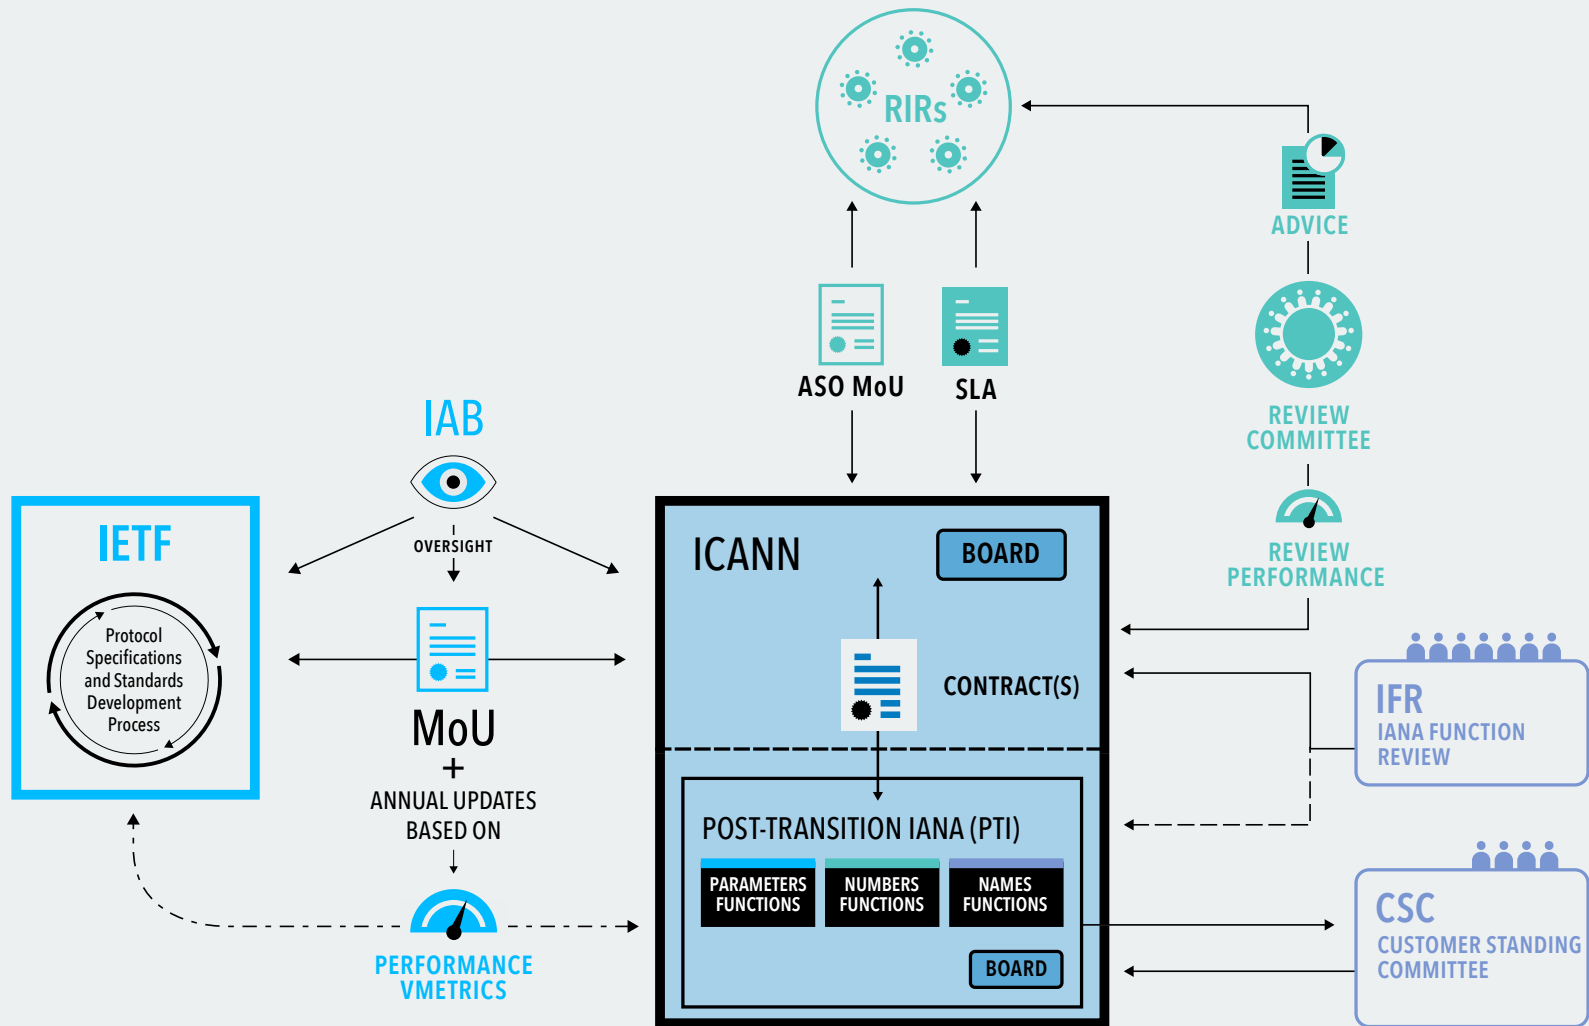 RIRs
ADVICE
ASO MoU
SLA
REVIEW
COMMITTEE
REVIEW
PERFORMANCE
IAB
OVERSIGHT
IETF
Protocol
Specifications
and Standards
Development
Process
MoU
+
ANNUAL UPDATES
BASED ON
PERFORMANCE
VMETRICS
ICANN
BOARD
CONTRACT(S)
POST-TRANSITION IANA (PTI)
PARAMETERS
FUNCTIONS
NUMBERS
FUNCTIONS
NAMES
FUNCTIONS
BOARD
IFR
IANA FUNCTION
REVIEW
CSC
CUSTOMER STANDING
COMMITTEE